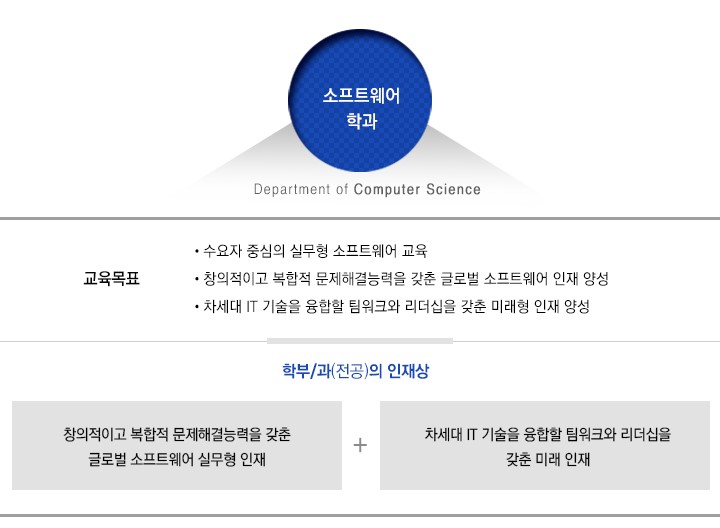 소프트웨어
학과
Department of Computer Science
교육목표
• 수요자 중심의 실무형 소프트웨어 교육
• 창의적이고 복합적 문제해결능력을 갖춘 글로벌 소프트웨어 인재 양성
• 차세대 IT 기술을 융합할 팀워크와 리더십을 갖춘 미래형 인재 양성
학부/과(전공)의 인재상
창의적이고 복합적 문제해결능력을 갖춘
글로벌 소프트웨어 실무형 인재
+
차세대 IT 기술을 융합할 팀워크와 리더십을
갖춘 미래 인재